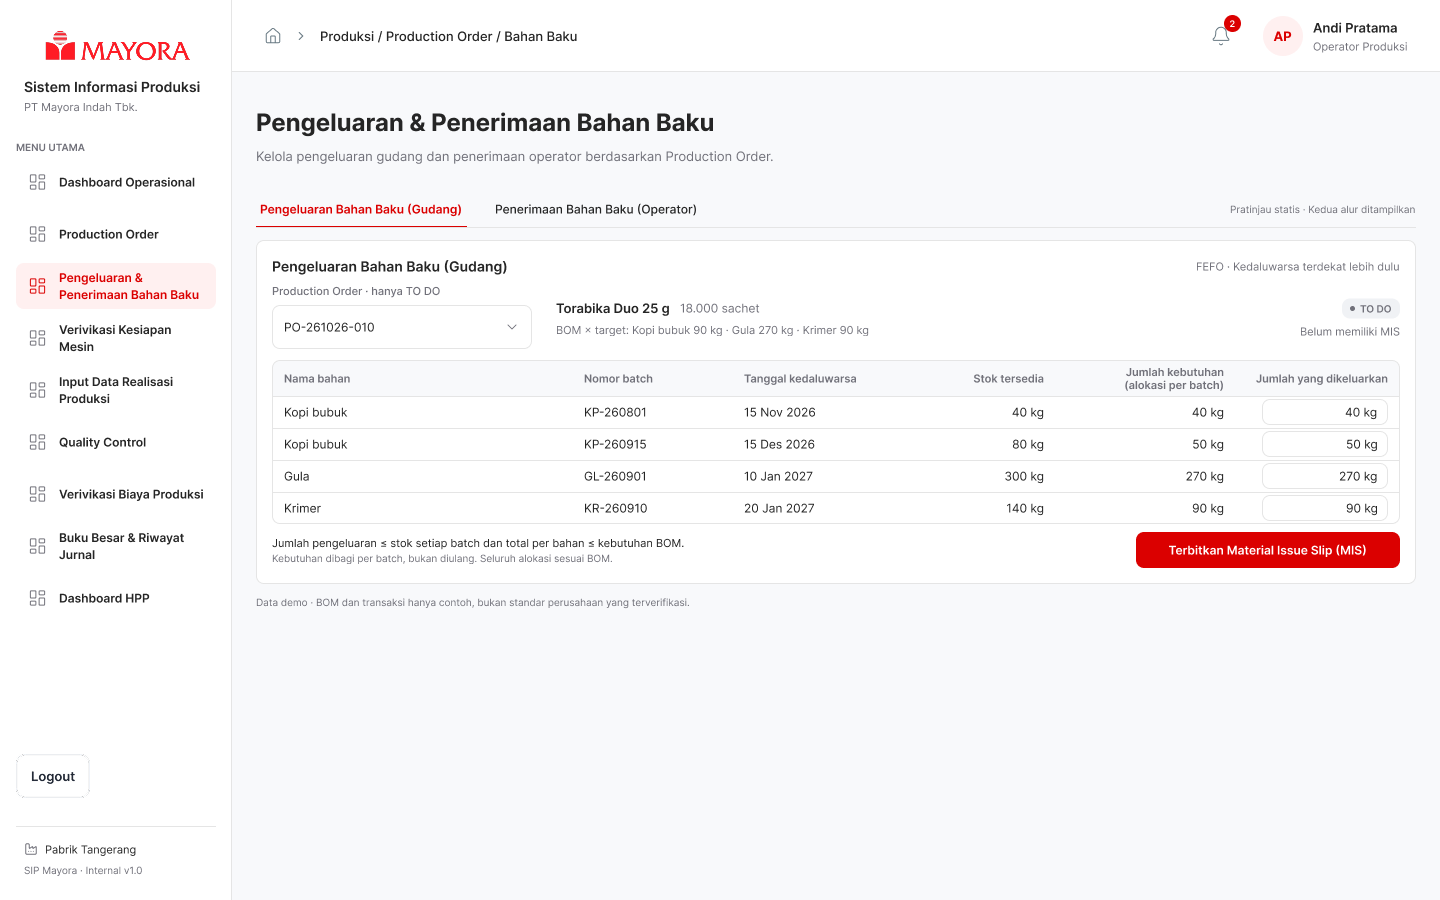 MAYORA
Sistem Informasi Produksi
PT Mayora Indah Tbk.
MENU UTAMA
Dashboard Operasional
Production Order
Pengeluaran &
Penerimaan Bahan Baku
Verivikasi Kesiapan
Mesin
Input Data Realisasi
Produksi
Quality Control
Verivikasi Biaya Produksi
Buku Besar & Riwayat
Jurnal
Dashboard HPP
Logout
Pabrik Tangerang
SIP Mayora · Internal v1.0
Produksi / Production Order / Bahan Baku
2
AP
Andi Pratama
Operator Produksi
Pengeluaran & Penerimaan Bahan Baku
Kelola pengeluaran gudang dan penerimaan operator berdasarkan Production Order.
Pengeluaran Bahan Baku (Gudang)
Penerimaan Bahan Baku (Operator)
Pratinjau statis · Kedua alur ditampilkan
Pengeluaran Bahan Baku (Gudang)
FEFO · Kedaluwarsa terdekat lebih dulu
Production Order · hanya TO DO
PO-261026-010
Torabika Duo 25 g 18.000 sachet
BOM × target: Kopi bubuk 90 kg · Gula 270 kg · Krimer 90 kg
TO DO
Belum memiliki MIS
Nama bahan Nomor batch Tanggal kedaluwarsa Stok tersedia Jumlah kebutuhan (alokasi per batch) Jumlah yang dikeluarkan
Kopi bubuk KP-260801 15 Nov 2026 40 kg 40 kg 40 kg
Kopi bubuk KP-260915 15 Des 2026 80 kg 50 kg 50 kg
Gula GL-260901 10 Jan 2027 300 kg 270 kg 270 kg
Krimer KR-260910 20 Jan 2027 140 kg 90 kg 90 kg
Jumlah pengeluaran ≤ stok setiap batch dan total per bahan ≤ kebutuhan BOM.
Kebutuhan dibagi per batch, bukan diulang. Seluruh alokasi sesuai BOM.
Terbitkan Material Issue Slip (MIS)
Data demo · BOM dan transaksi hanya contoh, bukan standar perusahaan yang terverifikasi.